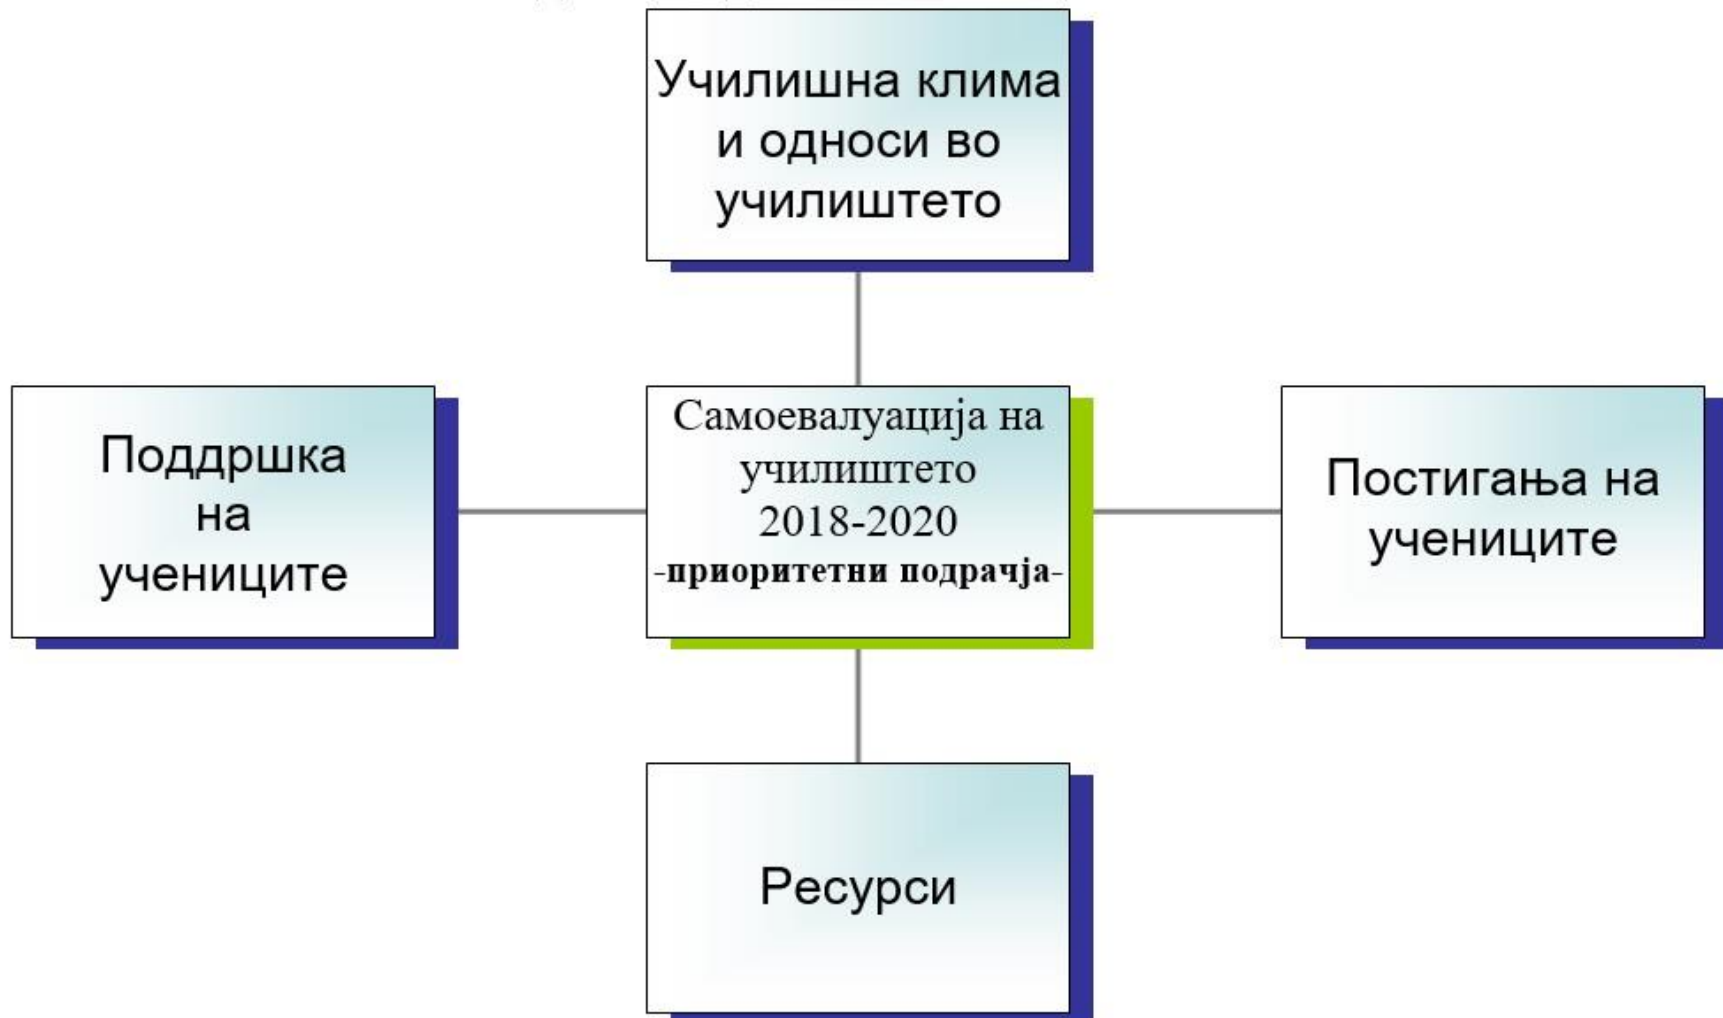 Училишна клима
и односи во
училиштето
Поддршка
на
учениците
Самоевалуација на
училиштето
2018-2020
-приоритетни подрачја-
Постигања на
учениците
Ресурси